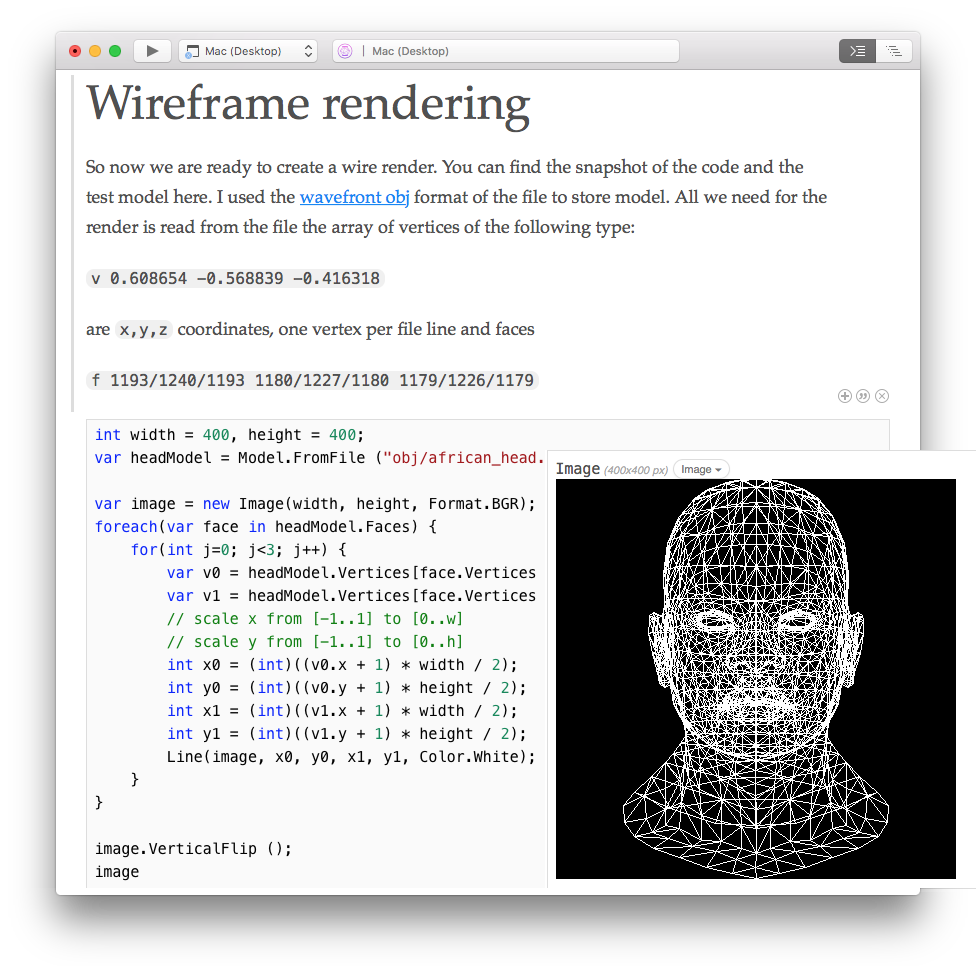 Mac (Desktop)
Mac (Desktop)
Wireframe rendering
So now we are ready to create a wire render. You can find the snapshot of the code and the
test model here. I used the wavefront obj format of the file to store model. All we need for the
render is read from the file the array of vertices of the following type:
v 0.608654 -0.568839 -0.416318
are x,y,z coordinates, one vertex per file line and faces
f 1193/1240/1193 1180/1227/1180 1179/1226/1179
int width = 400, height = 400;
var headModel = Model.FromFile ("obj/african_head.
var image = new Image(width, height, Format.BGR);
foreach(var face in headModel.Faces) {
    for(int j=0; j<3; j++) {
        var v0 = headModel.Vertices[face.Vertices
        var v1 = headModel.Vertices[face.Vertices
        // scale x from [-1..1] to [0..w]
        // scale y from [-1..1] to [0..h]
        int x0 = (int)((v0.x + 1) * width / 2);
        int y0 = (int)((v0.y + 1) * height / 2);
        int x1 = (int)((v1.x + 1) * width / 2);
        int y1 = (int)((v1.y + 1) * height / 2);
        Line(image, x0, y0, x1, y1, Color.White);
    }
}
image.VerticalFlip ();
image
Image (400x400 px) Image